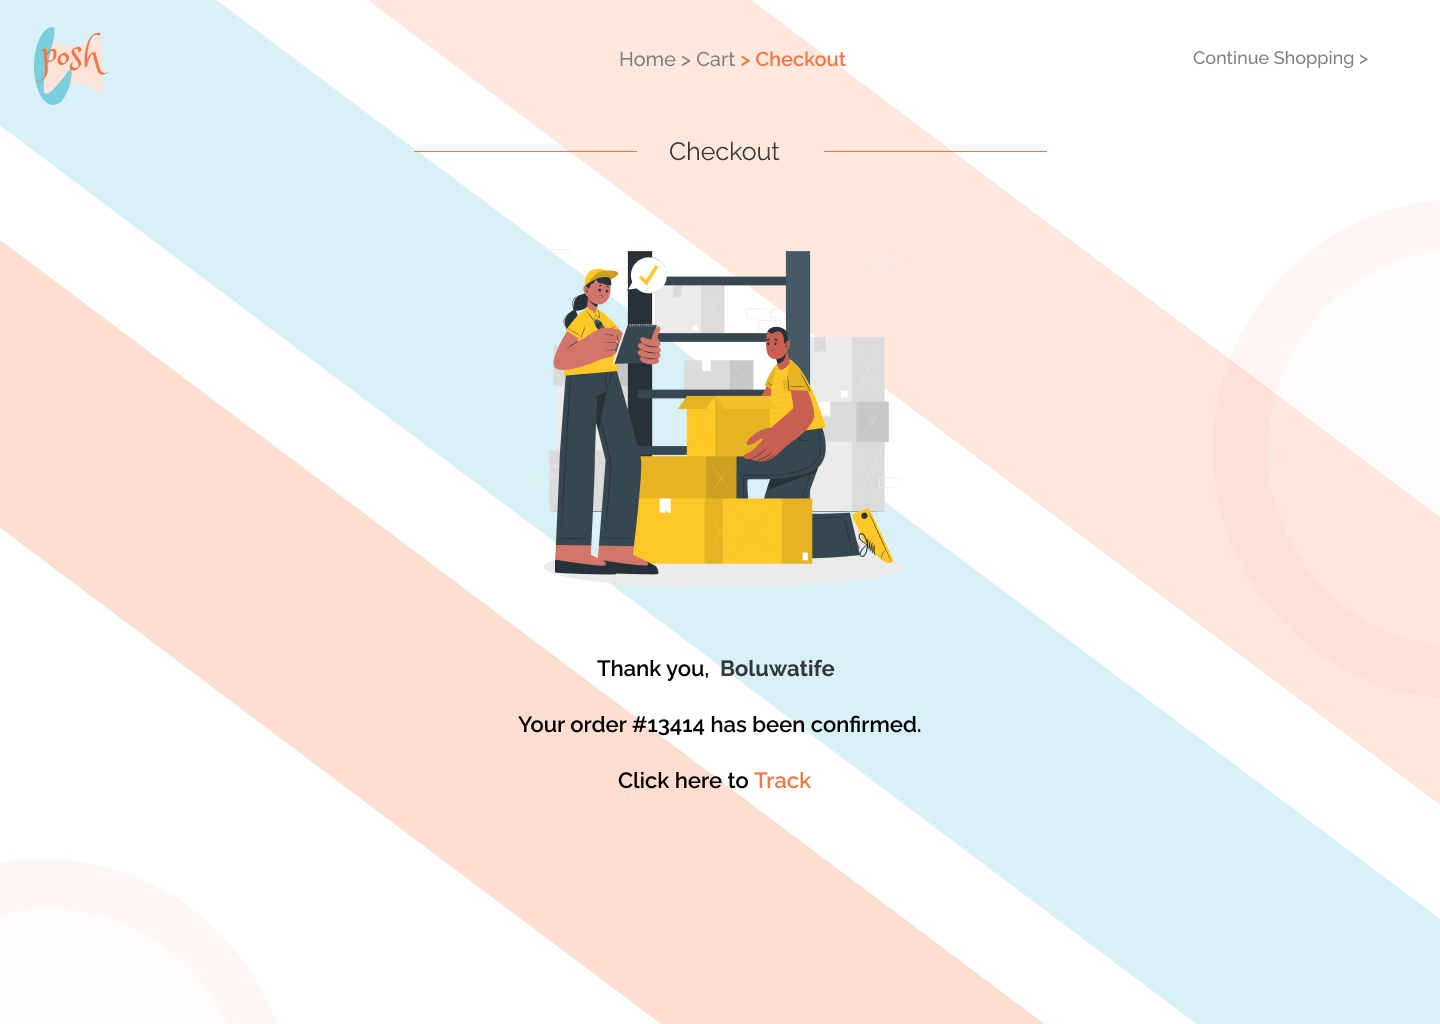 posh
Home > Cart > Checkout
Continue Shopping >
Checkout
Thank you, Boluwatife
Your order #13414 has been confirmed.
Click here to Track